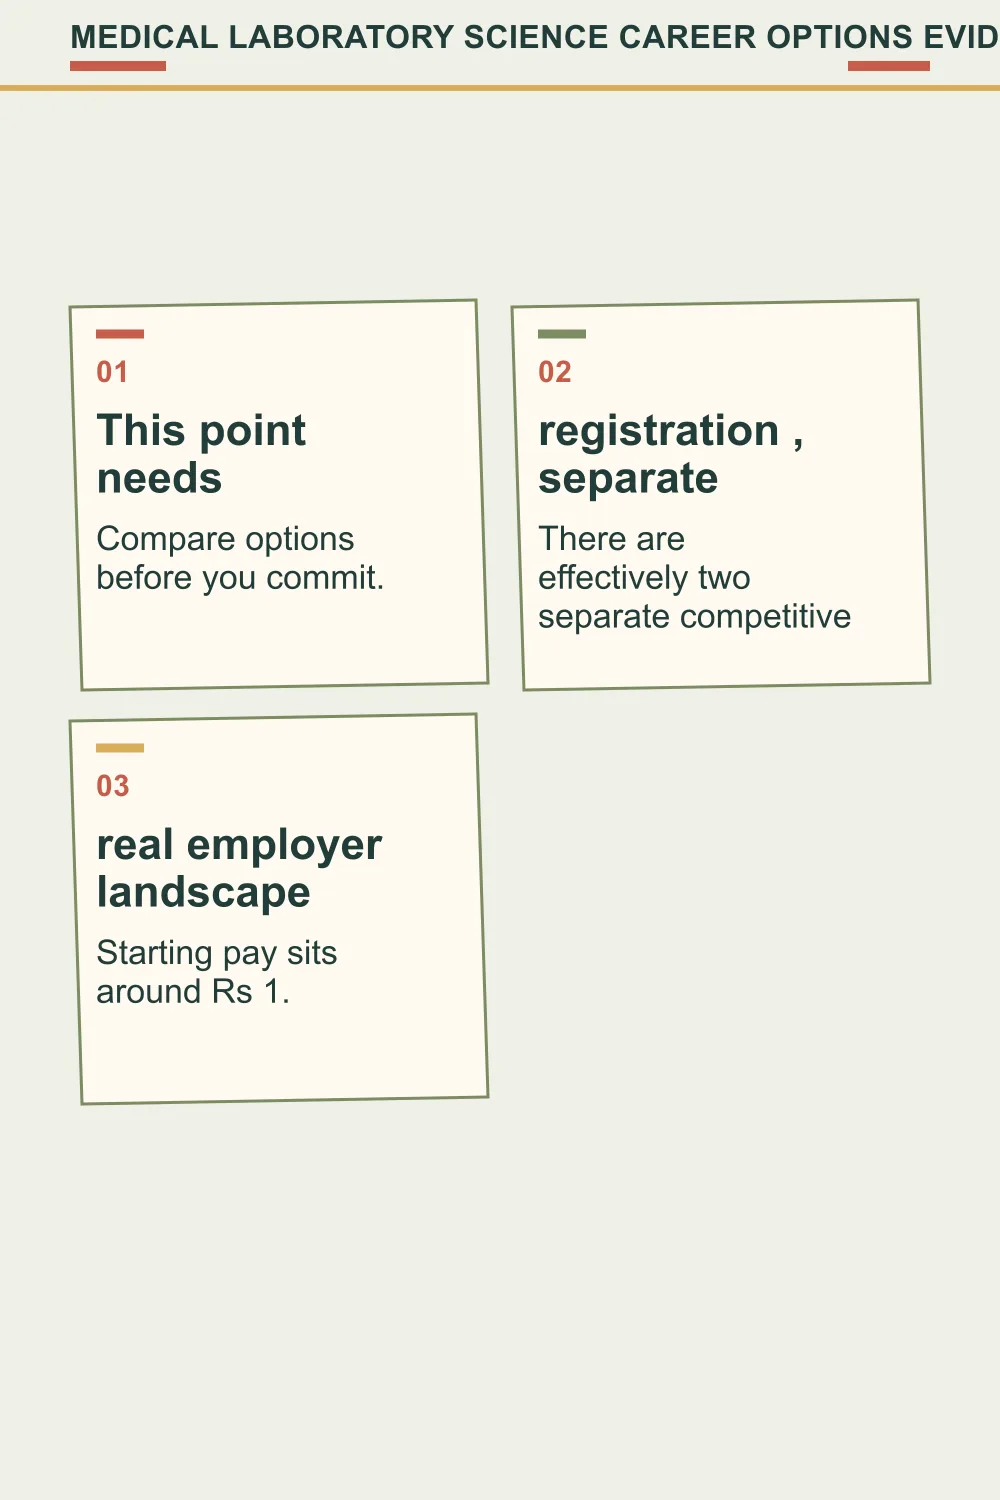 MEDICAL LABORATORY SCIENCE CAREER OPTIONS EVID
01
This point
needs
Compare options
before you commit.
02
registration ,
separate
There are
effectively two
separate competitive
03
real employer
landscape
Starting pay sits
around Rs 1.